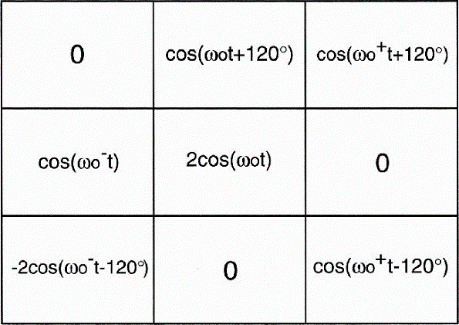 0 cos(ωot+120°) cos(ωo⁺t+120°)
cos(ωo⁻t) 2cos(ωot) 0
-2cos(ωo⁻t-120°) 0 cos(ωo⁺t-120°)